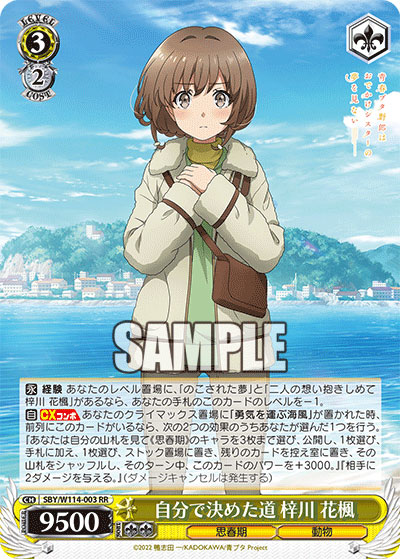 LEVEL
3
2
COST
青春ブタ野郎は
おでかけシスターの
夢を見ない
SAMPLE
永 経験 あなたのレベル置場に、「のこされた夢」と「二人の想い抱きしめて
梓川 花楓」があるなら、あなたの手札のこのカードのレベルを－1。
自 CXコンボ あなたのクライマックス置場に「勇気を運ぶ海風」が置かれた時、
前列にこのカードがいるなら、次の2つの効果のうちあなたが選んだ1つを行う。
『あなたは自分の山札を見て《思春期》のキャラを3枚まで選び、公開し、1枚選び、
手札に加え、1枚選び、ストック置場に置き、残りのカードを控え室に置き、そ
の山札をシャッフルし、そのターン中、このカードのパワーを＋3000。』『相手に
2ダメージを与える。』（ダメージキャンセルは発生する）
CH SBY/W114-003 RR
POWER
9500
自分で決めた道 梓川 花楓
思春期
動物
©2022 鴨志田 一/KADOKAWA/青ブタ Project